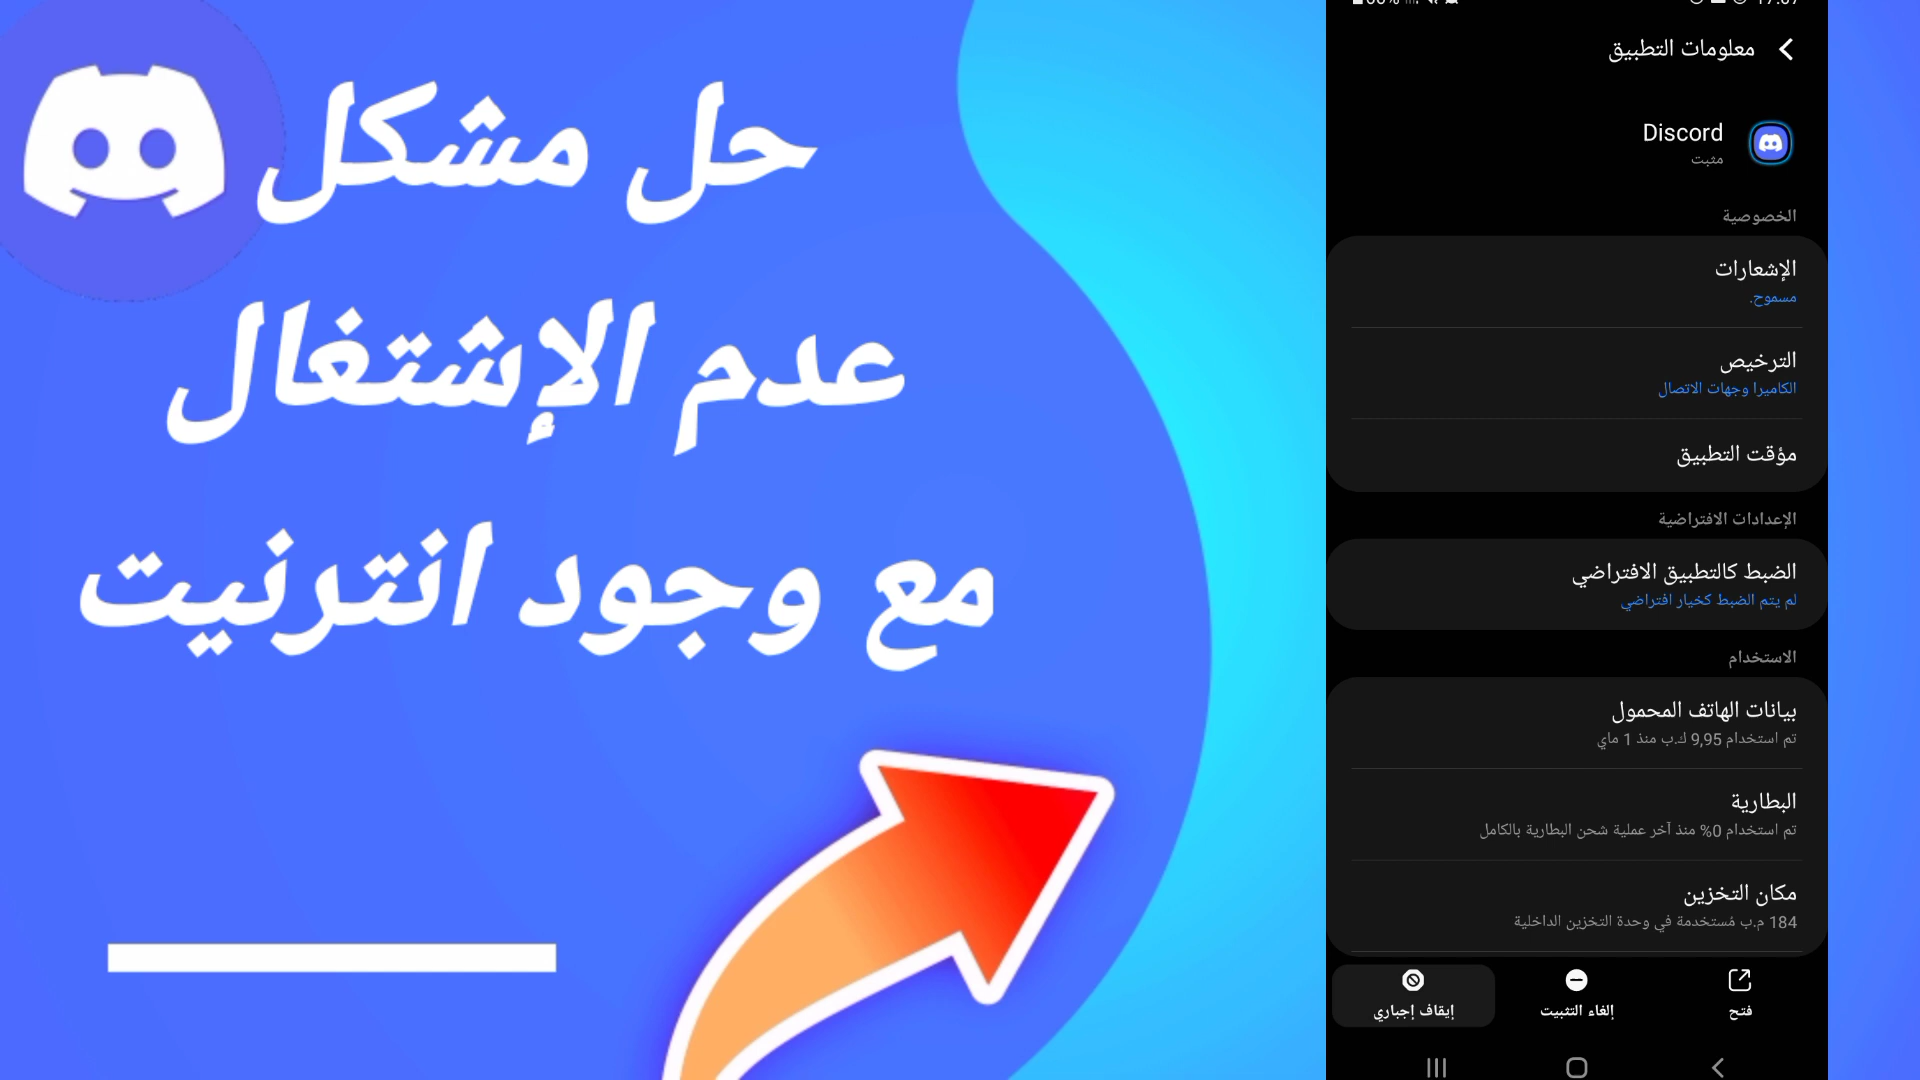 حل مشكل
عدم الإشتغال
مع وجود انترنيت
معلومات التطبيق
Discord
مثبت
الخصوصية
الإشعارات
مسموح.
الترخيص
الكاميرا وجهات الاتصال
مؤقت التطبيق
الإعدادات الافتراضية
الضبط كالتطبيق الافتراضي
لم يتم الضبط كخيار افتراضي
الاستخدام
بيانات الهاتف المحمول
تم استخدام 9,95 ك.ب منذ 1 ماي
البطارية
تم استخدام 0% منذ آخر عملية شحن البطارية بالكامل
مكان التخزين
184 م.ب مُستخدمة في وحدة التخزين الداخلية
فتح
إلغاء التثبيت
إيقاف إجباري